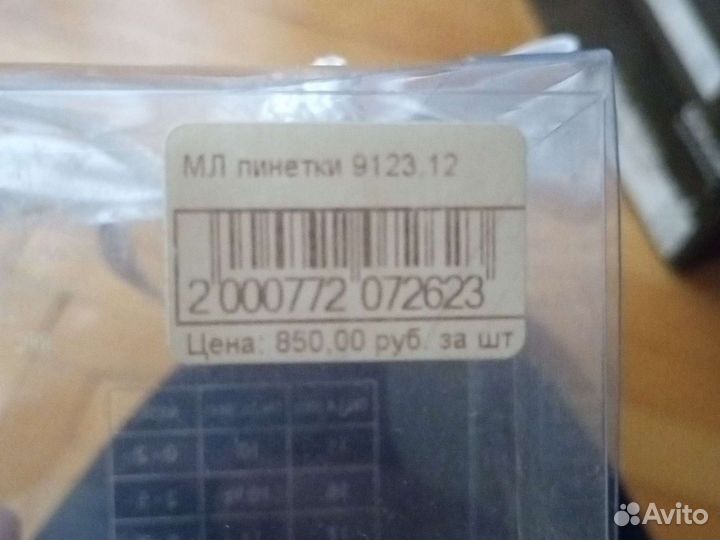 МЛ пинетки 9123.12
2 000772 072623
Цена: 850,00 руб. за шт
Avito